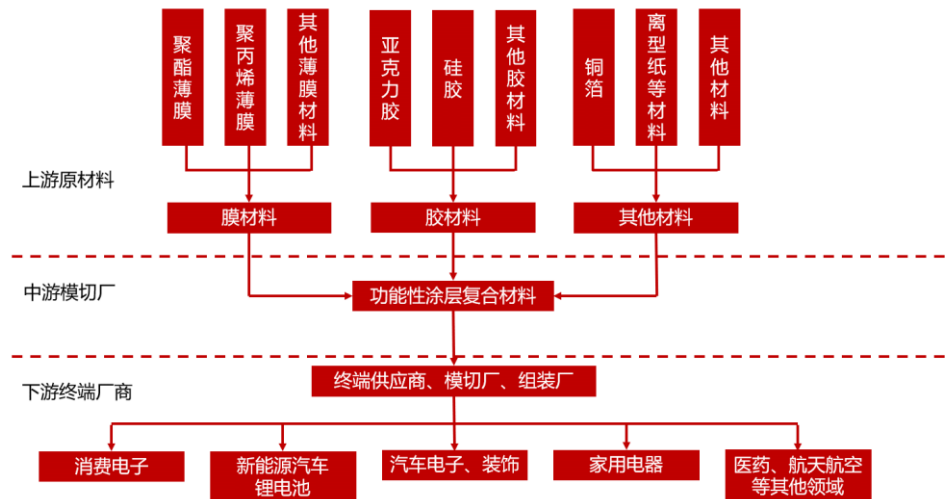 聚酯薄膜
聚丙烯薄膜
其他薄膜材料
亚克力胶
硅胶
其他胶材料
铜箔
离型纸等材料
其他材料
上游原材料
膜材料
胶材料
其他材料
中游模切厂
功能性涂层复合材料
终端供应商、模切厂、组装厂
下游终端厂商
消费电子
新能源汽车
锂电池
汽车电子、装饰
家用电器
医药、航天航空
等其他领域